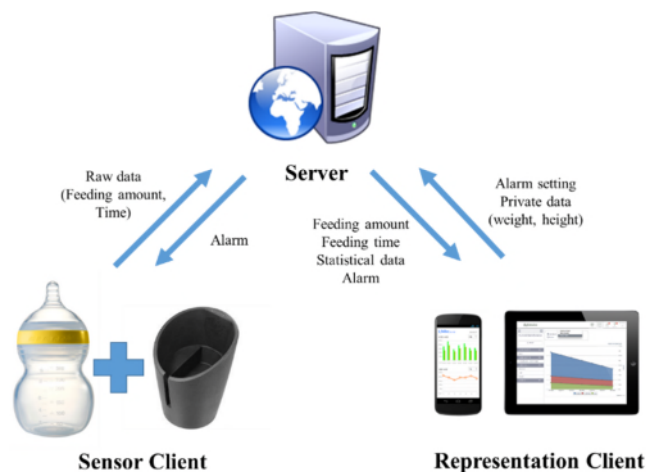 Server
Raw data
(Feeding amount,
Time)
Alarm
Feeding amount
Feeding time
Statistical data
Alarm
Alarm setting
Private data
(weight, height)
Sensor Client
Representation Client